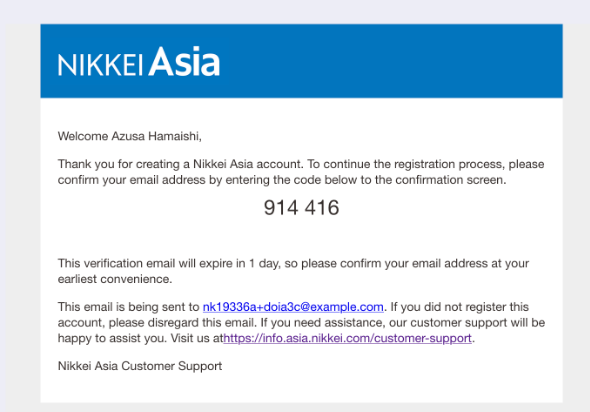 NIKKEI Asia
Welcome Azusa Hamaishi,
Thank you for creating a Nikkei Asia account. To continue the registration process, please
confirm your email address by entering the code below to the confirmation screen.
914 416
This verification email will expire in 1 day, so please confirm your email address at your
earliest convenience.
This email is being sent to nk19336a+doia3c@example.com. If you did not register this
account, please disregard this email. If you need assistance, our customer support will be
happy to assist you. Visit us athttps://info.asia.nikkei.com/customer-support.
Nikkei Asia Customer Support